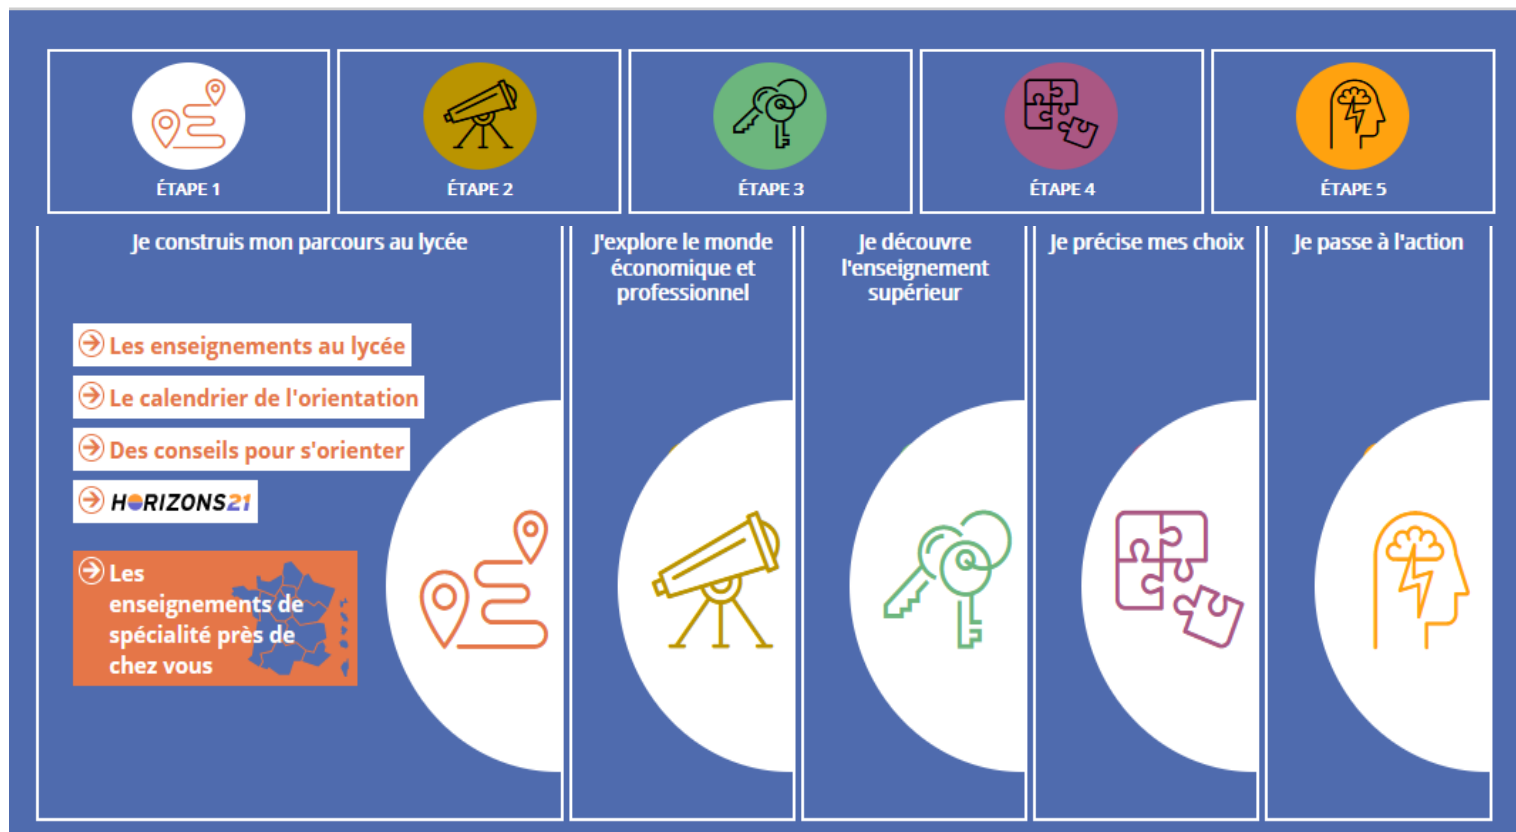 ÉTAPE 1
ÉTAPE 2
ÉTAPE 3
ÉTAPE 4
ÉTAPE 5
Je construis mon parcours au lycée
Les enseignements au lycée
Le calendrier de l'orientation
Des conseils pour s'orienter
HORIZONS21
Les
enseignements de
spécialité près de
chez vous
J'explore le monde
économique et
professionnel
Je découvre
l'enseignement
supérieur
Je précise mes choix
Je passe à l'action